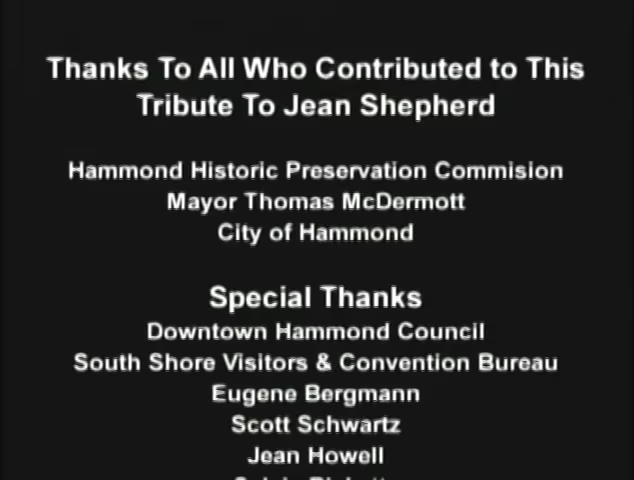 Thanks To All Who Contributed to This
Tribute To Jean Shepherd
Hammond Historic Preservation Commision
Mayor Thomas McDermott
City of Hammond
Special Thanks
Downtown Hammond Council
South Shore Visitors & Convention Bureau
Eugene Bergmann
Scott Schwartz
Jean Howell